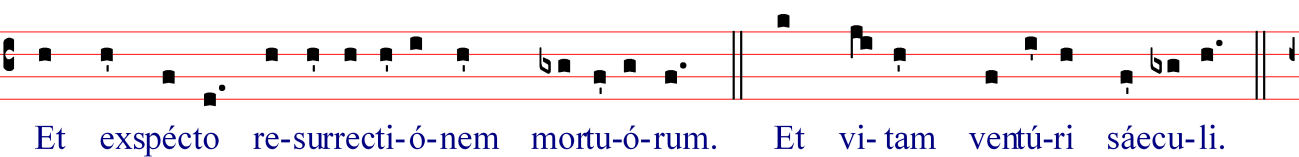 Et exspécto re-surrecti-ó-nem mortu-ó-rum. Et vi-tam ventú-ri sáecu-li.